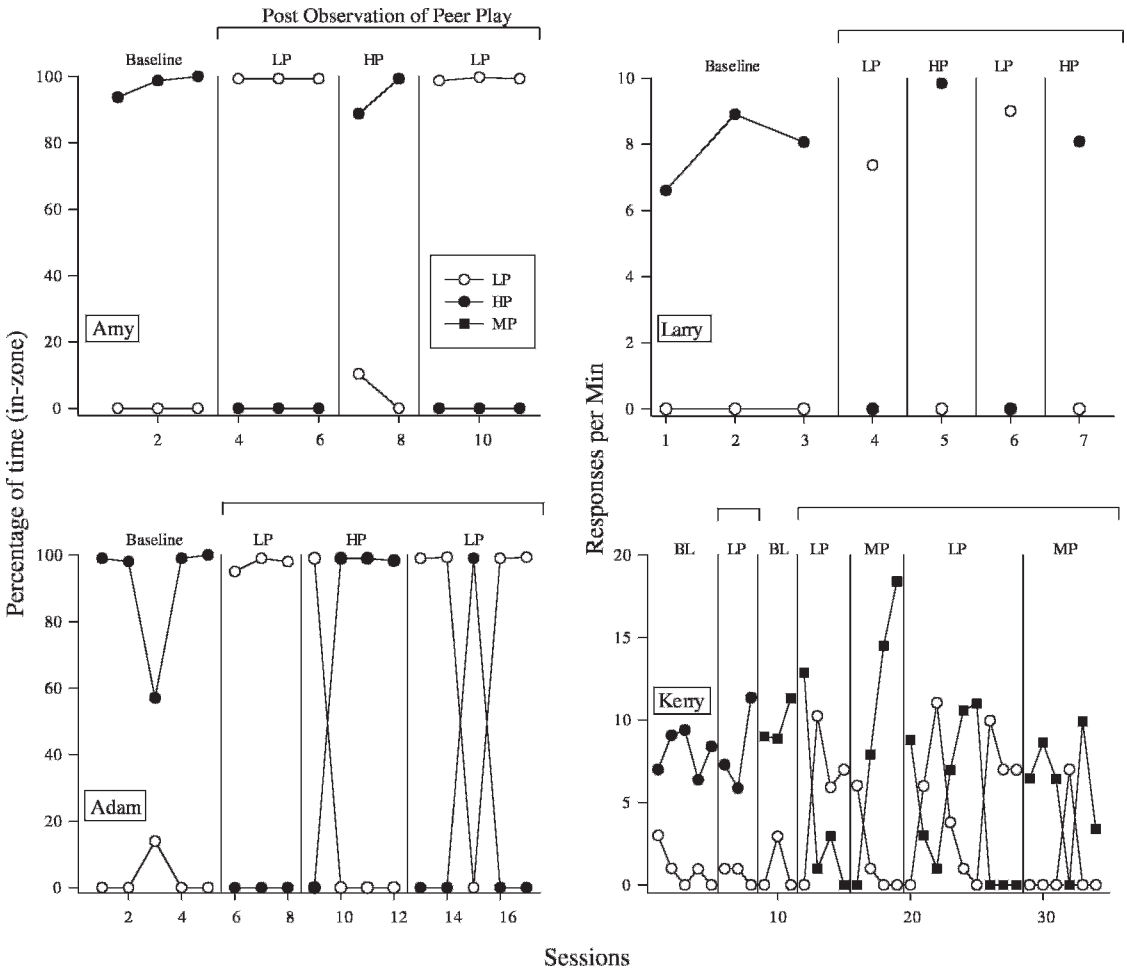 Post Observation of Peer Play
Baseline LP HP LP
100
80
60
40
20
0
LP
HP
MP
Amy
2 4 6 8 10
Baseline LP HP LP HP
10
8
6
4
2
0
Larry
1 2 3 4 5 6 7
Percentage of time (in-zone)
Responses per Min
Baseline LP HP LP
100
80
60
40
20
0
Adam
2 4 6 8 10 12 14 16
BL LP BL LP MP LP MP
20
15
10
5
0
Kerry
10 20 30
Sessions